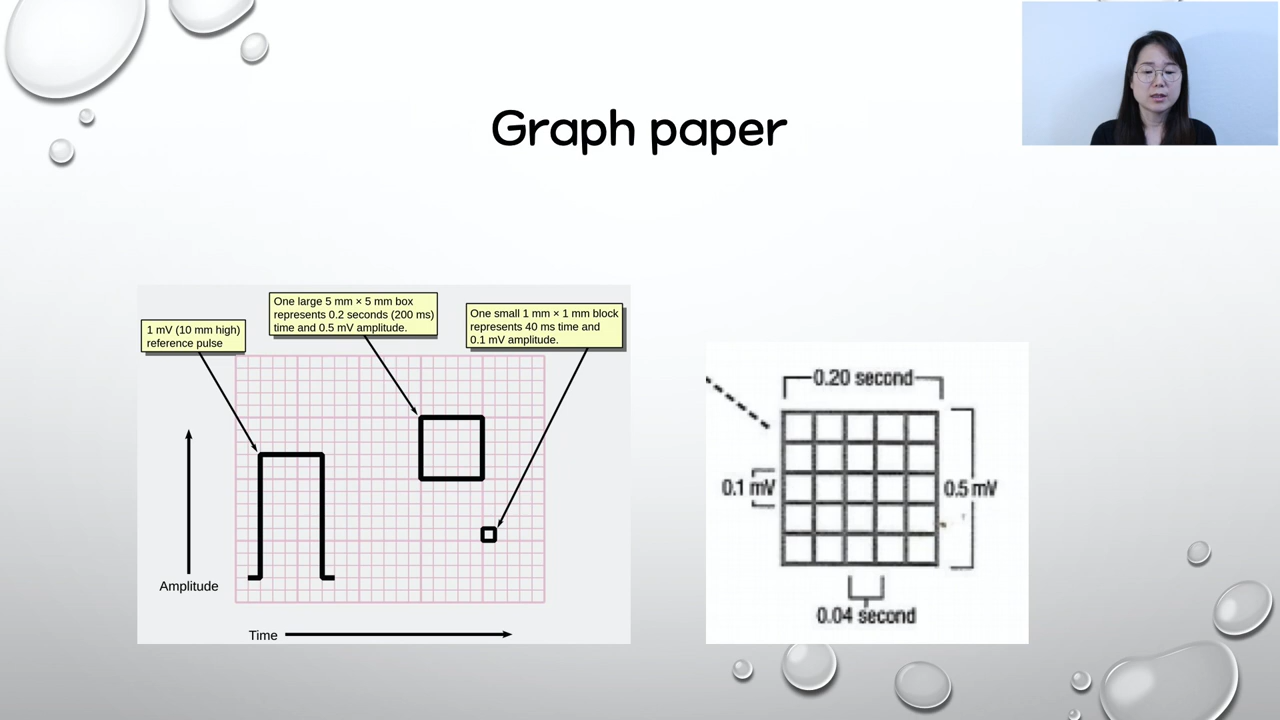 Graph paper
1 mV (10 mm high)
reference pulse
One large 5 mm × 5 mm box
represents 0.2 seconds (200 ms)
time and 0.5 mV amplitude.
One small 1 mm × 1 mm block
represents 40 ms time and
0.1 mV amplitude.
Amplitude
Time
0.20 second
0.1 mV
0.5 mV
0.04 second